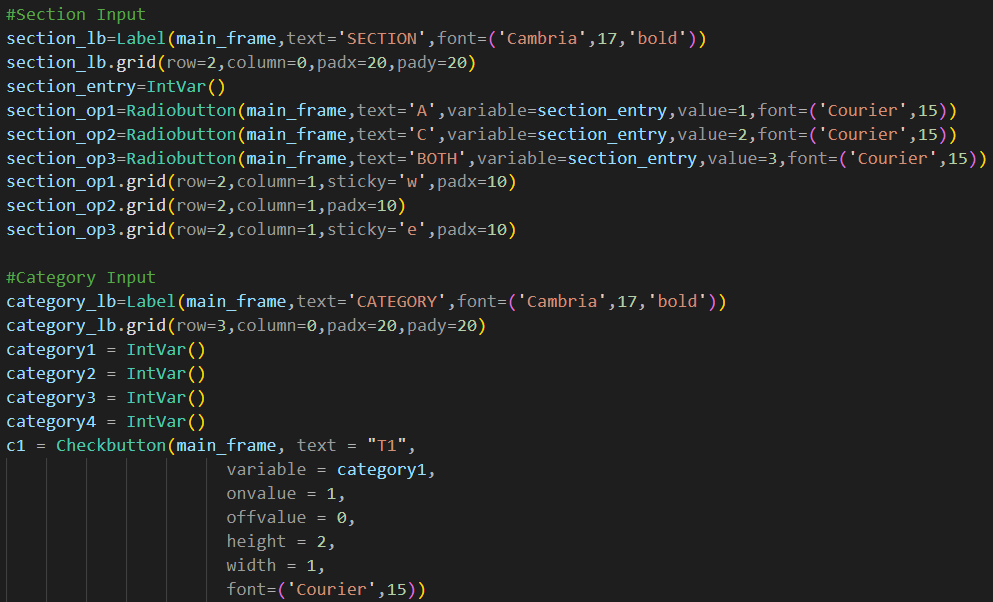 #Section Input
section_lb=Label(main_frame,text='SECTION',font=('Cambria',17,'bold'))
section_lb.grid(row=2,column=0,padx=20,pady=20)
section_entry=IntVar()
section_op1=Radiobutton(main_frame,text='A',variable=section_entry,value=1,font=('Courier',15))
section_op2=Radiobutton(main_frame,text='C',variable=section_entry,value=2,font=('Courier',15))
section_op3=Radiobutton(main_frame,text='BOTH',variable=section_entry,value=3,font=('Courier',15))
section_op1.grid(row=2,column=1,sticky='w',padx=10)
section_op2.grid(row=2,column=1,padx=10)
section_op3.grid(row=2,column=1,sticky='e',padx=10)

#Category Input
category_lb=Label(main_frame,text='CATEGORY',font=('Cambria',17,'bold'))
category_lb.grid(row=3,column=0,padx=20,pady=20)
category1 = IntVar()
category2 = IntVar()
category3 = IntVar()
category4 = IntVar()
c1 = Checkbutton(main_frame, text = "T1",
                      variable = category1,
                      onvalue = 1,
                      offvalue = 0,
                      height = 2,
                      width = 1,
                      font=('Courier',15))